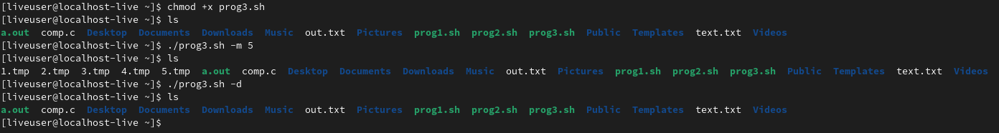 [liveuser@localhost-live ~]$ chmod +x prog3.sh
[liveuser@localhost-live ~]$ ls
a.out  comp.c  Desktop  Documents  Downloads  Music  out.txt  Pictures  prog1.sh  prog2.sh  prog3.sh  Public  Templates  text.txt  Videos
[liveuser@localhost-live ~]$ ./prog3.sh -m 5
[liveuser@localhost-live ~]$ ls
1.tmp  2.tmp  3.tmp  4.tmp  5.tmp  a.out  comp.c  Desktop  Documents  Downloads  Music  out.txt  Pictures  prog1.sh  prog2.sh  prog3.sh  Public  Templates  text.txt  Videos
[liveuser@localhost-live ~]$ ./prog3.sh -d
[liveuser@localhost-live ~]$ ls
a.out  comp.c  Desktop  Documents  Downloads  Music  out.txt  Pictures  prog1.sh  prog2.sh  prog3.sh  Public  Templates  text.txt  Videos
[liveuser@localhost-live ~]$